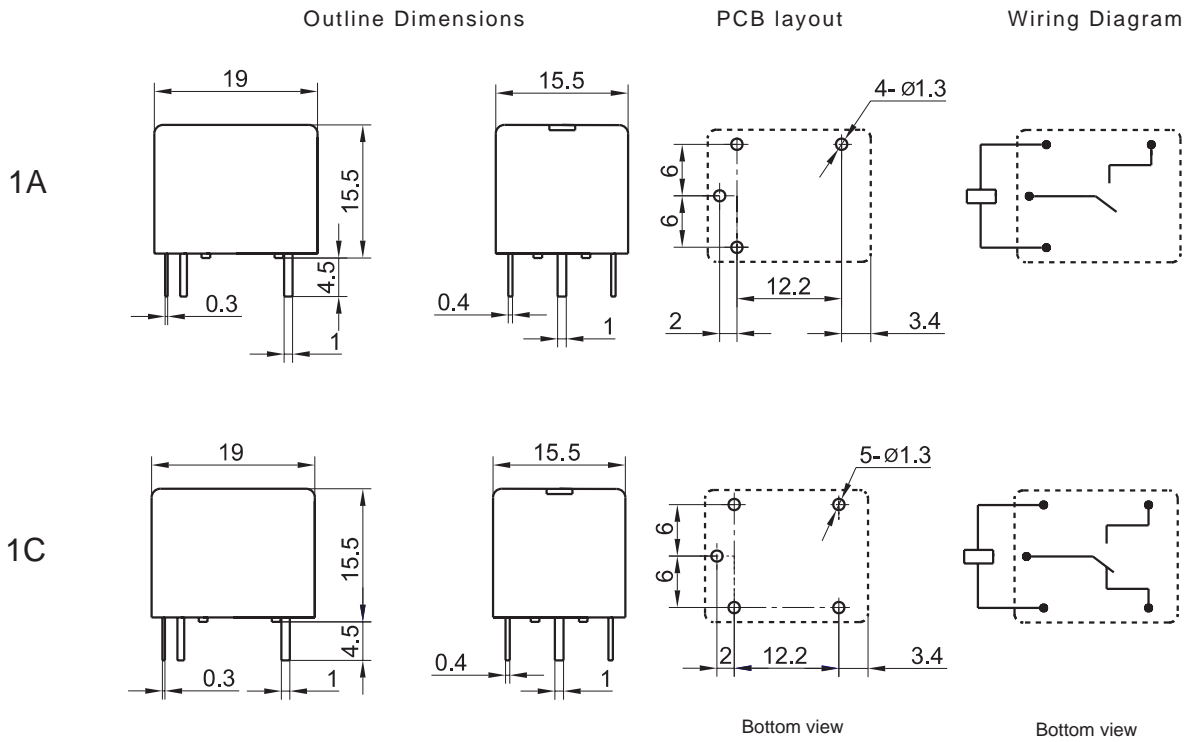 Outline Dimensions
PCB layout
Wiring Diagram
1A
19
15.5
4.5
0.3
1
15.5
0.4
1
4- Ø1.3
6
6
12.2
2
3.4
1C
19
15.5
4.5
0.3
1
15.5
0.4
1
5- Ø1.3
6
6
2
12.2
3.4
Bottom view
Bottom view